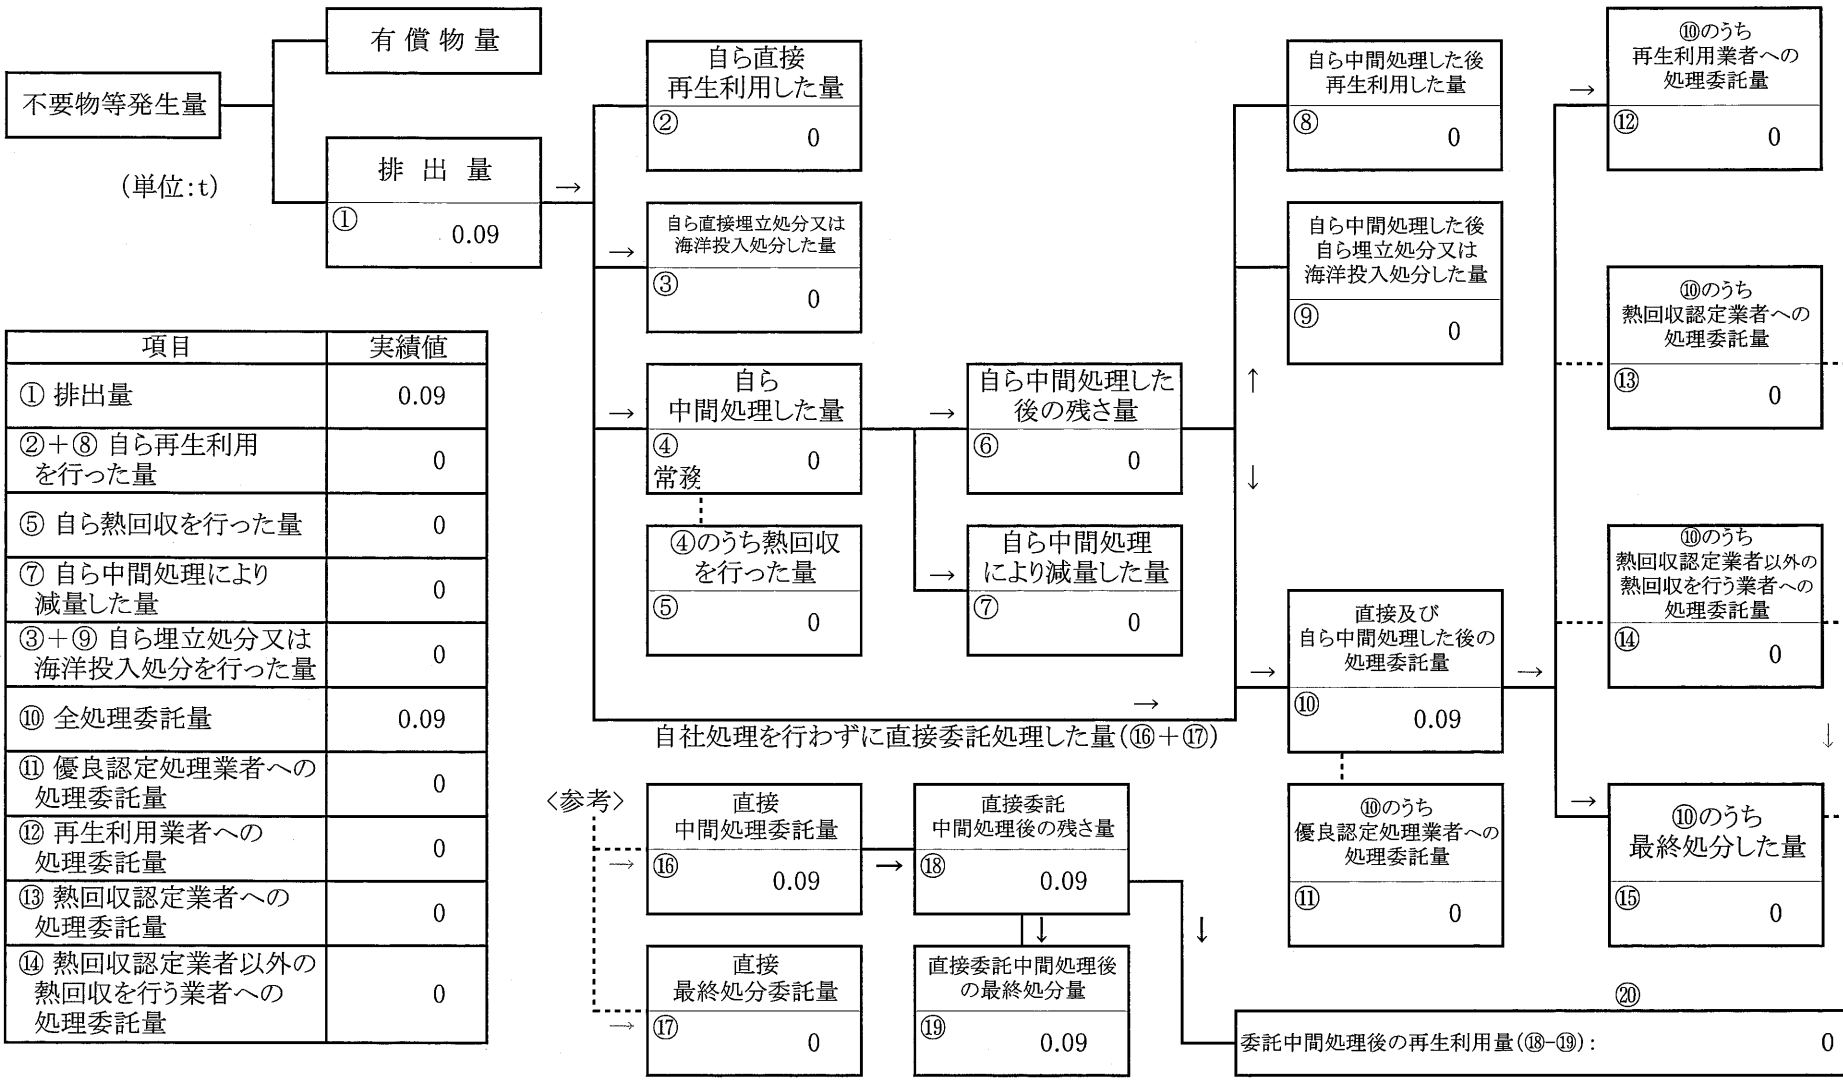 有償物量
不要物等発生量
(単位:t)
排出量
①
0.09
→
自ら直接
再生利用した量
②
0
→
自ら直接埋立処分又は
海洋投入処分した量
③
0
→
自ら
中間処理した量
④
0
常務
④のうち熱回収
を行った量
⑤
0
→
自ら中間処理した
後の残さ量
⑥
0
→
自ら中間処理
により減量した量
⑦
0
→
自社処理を行わずに直接委託処理した量(⑯+⑰)
↑
↓
自ら中間処理した後
再生利用した量
⑧
0
自ら中間処理した後
自ら埋立処分又は
海洋投入処分した量
⑨
0
→
直接及び
自ら中間処理した後の
処理委託量
⑩
0.09
→
⑩のうち
優良認定処理業者への
処理委託量
⑪
0
→
⑩のうち
再生利用業者への
処理委託量
⑫
0
⑩のうち
熱回収認定業者への
処理委託量
⑬
0
⑩のうち
熱回収認定業者以外の
熱回収を行う業者への
処理委託量
⑭
0
↓
→
⑩のうち
最終処分した量
⑮
0
項目 実績値
① 排出量 0.09
②+⑧ 自ら再生利用
を行った量 0
⑤ 自ら熱回収を行った量 0
⑦ 自ら中間処理により
減量した量 0
③+⑨ 自ら埋立処分又は
海洋投入処分を行った量 0
⑩ 全処理委託量 0.09
⑪ 優良認定処理業者への
処理委託量 0
⑫ 再生利用業者への
処理委託量 0
⑬ 熱回収認定業者への
処理委託量 0
⑭ 熱回収認定業者以外の
熱回収を行う業者への 0
処理委託量
〈参考〉
→
直接
中間処理委託量
⑯
0.09
→
直接委託
中間処理後の残さ量
⑱
0.09
↓
↓
→
直接
最終処分委託量
⑰
0
直接委託中間処理後
の最終処分量
⑲
0.09
⑳
委託中間処理後の再生利用量(⑱-⑲): 0